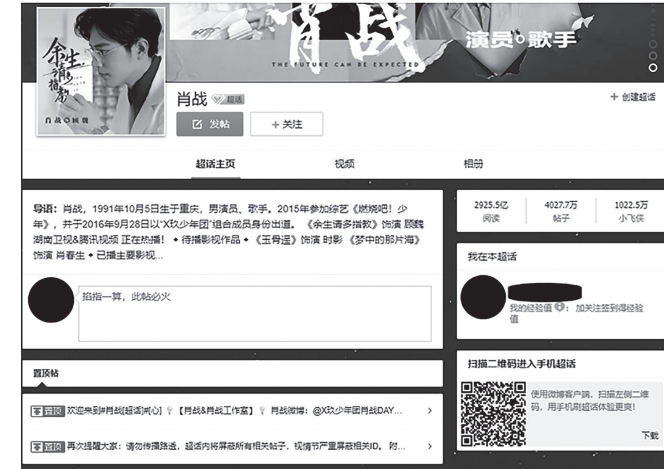 余生,
请多
指教
肖战 顾魏
肖战
THE FUTURE CAN BE EXPECTED
演员 歌手
肖战 超话
发帖
+ 关注
+ 创建超话
超话主页 视频 相册
导语：肖战，1991年10月5日生于重庆，男演员、歌手。2015年参加综艺《燃烧吧！少
年》，并于2016年9月28日以“X玖少年团”组合成员身份出道。 《余生请多指教》饰演 顾魏
湖南卫视&腾讯视频 正在热播！ ◆ 待播影视作品 ◆ 《玉骨遥》饰演 时影 《梦中的那片海》
饰演 肖春生 ◆ 已播主要影视...
掐指一算，此帖必火
置顶帖
置顶 欢迎来到#肖战[超话]#[心] 【肖战&肖战工作室】 肖战微博：@X玖少年团肖战DAY... >
置顶 再次提醒大家：请勿传播路透，超话内将屏蔽所有相关帖子，视情节严里屏蔽相关ID。 附... >
2925.5亿 4027.7万 1022.5万
阅读 帖子 小飞侠
我在本超话
我的经验值 ：加关注签到得经验
值
扫描二维码进入手机超话
使用微博客户端，扫描左侧二维
码，用手机刷超话体验更爽！
下载